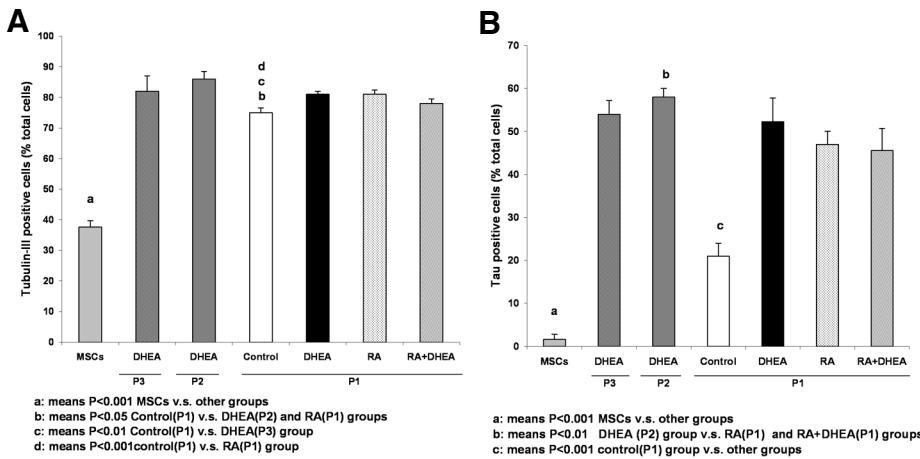 A
Tubulin-III positive cells (% total cells)
100
90
80
70
60
50
40
30
20
10
0
a
d
c
b
MSCs DHEA DHEA Control DHEA RA RA+DHEA
P3 P2 P1
a: means P<0.001 MSCs v.s. other groups
b: means P<0.05 Control(P1) v.s. DHEA(P2) and RA(P1) groups
c: means P<0.01 Control(P1) v.s. DHEA(P3) group
d: means P<0.001control(P1) v.s. RA(P1) group
B
Tau positive cells (% total cells)
70
60
50
40
30
20
10
0
a
b
c
MSCs DHEA DHEA Control DHEA RA RA+DHEA
P3 P2 P1
a: means P<0.001 MSCs v.s. other groups
b: means P<0.01 DHEA (P2) group v.s. RA(P1) and RA+DHEA(P1) groups
c: means P<0.001 control(P1) group v.s. other groups